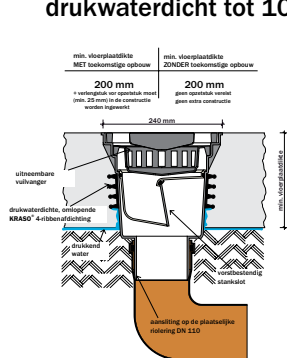 drukwaterdicht tot 10
min. vloerplaatdikte
MET toekomstige opbouw
min. vloerplaatdikte
ZONDER toekomstige opbouw
200 mm
+ verlengstuk vor opzetstuk moet
(min. 25 mm) in de constructie
worden ingewerkt
200 mm
geen opzetstuk vereist
geen extra constructie
240 mm
min. vloerplaatdikte
uitneembare
vuilvanger
drukwaterdichte, omlopende
KRASO® 4-ribbenafdichting
drukkend
water
vorstbestendig
stankslot
aansluiting op de plaatselijke
riolering DN 110